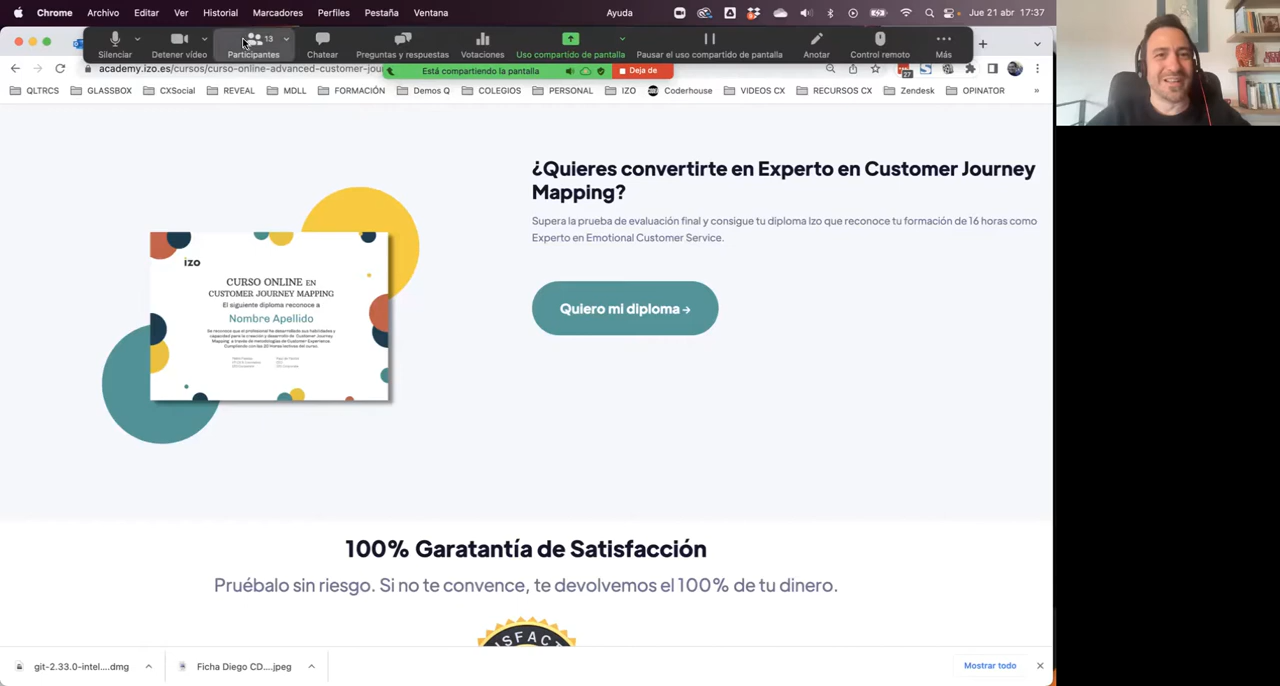 Chrome Archivo Editar Ver Historial Marcadores Perfiles Pestaña Ventana Ayuda Jue 21 abr 17:37
Silenciar Detener vídeo Participantes 13 Chatear Preguntas y respuestas Votaciones Uso compartido de pantalla Pausar el uso compartido de pantalla Anotar Control remoto Más
academy.izo.es/cursos/curso-online-advanced-customer-jou
Está compartiendo la pantalla Deja de
27
QLTRCS GLASSBOX CXSocial REVEAL MDLL FORMACIÓN Demos Q COLEGIOS PERSONAL IZO Coderhouse VIDEOS CX RECURSOS CX Zendesk OPINATOR »
¿Quieres convertirte en Experto en Customer Journey
Mapping?
Supera la prueba de evaluación final y consigue tu diploma Izo que reconoce tu formación de 16 horas como
Experto en Emotional Customer Service.
Quiero mi diploma →
izo
CURSO ONLINE EN
CUSTOMER JOURNEY MAPPING
El siguiente diploma reconoce a
Nombre Apellido
100% Garatantía de Satisfacción
Pruébalo sin riesgo. Si no te convence, te devolvemos el 100% de tu dinero.
SFACT
git-2.33.0-intel....dmg Ficha Diego CD....jpeg Mostrar todo